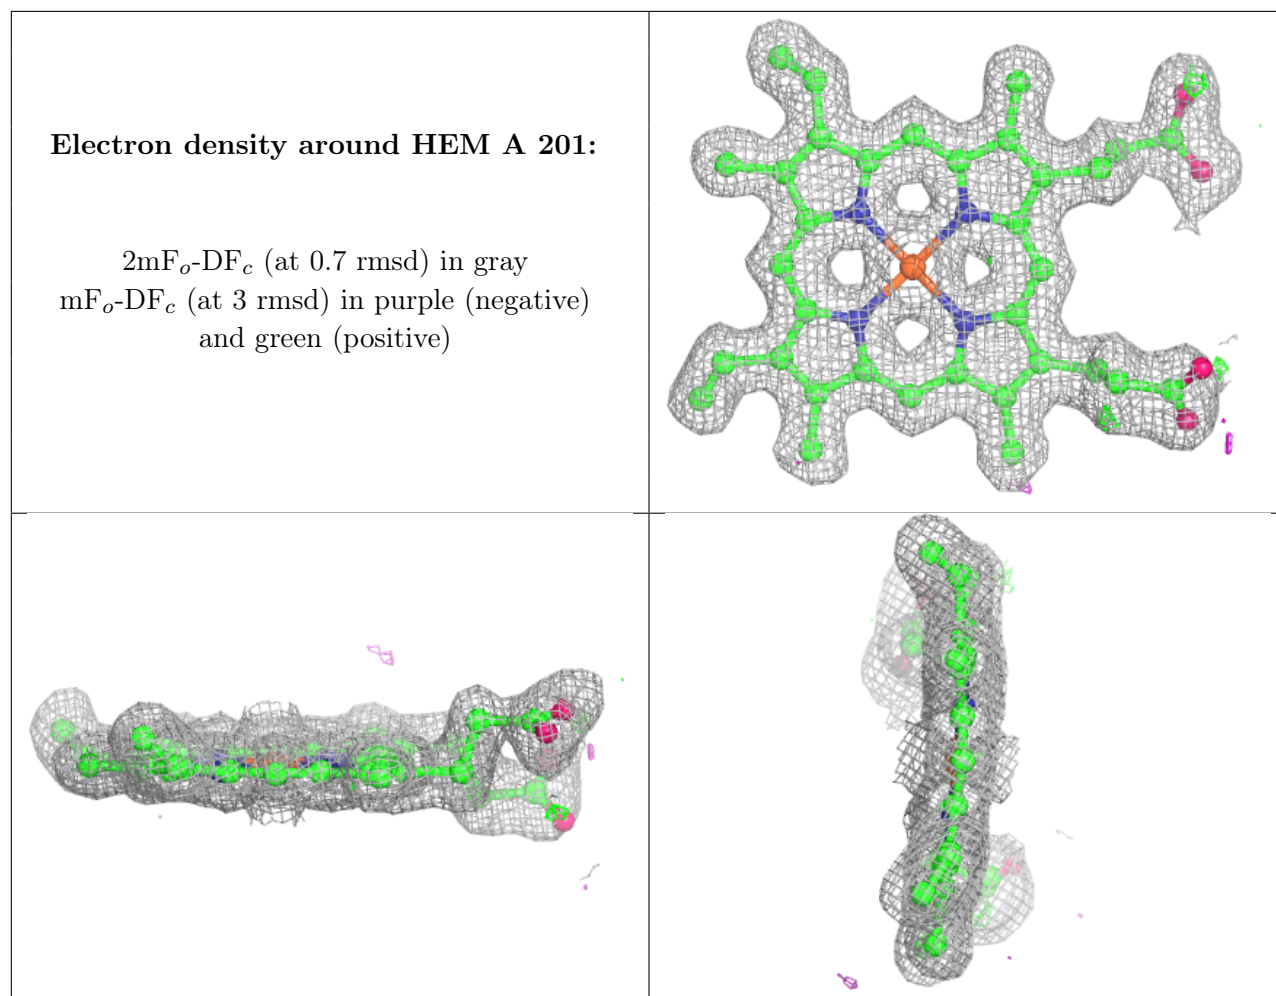 Electron density around HEM A 201:
2mFo-DFc (at 0.7 rmsd) in gray
mFo-DFc (at 3 rmsd) in purple (negative)
and green (positive)